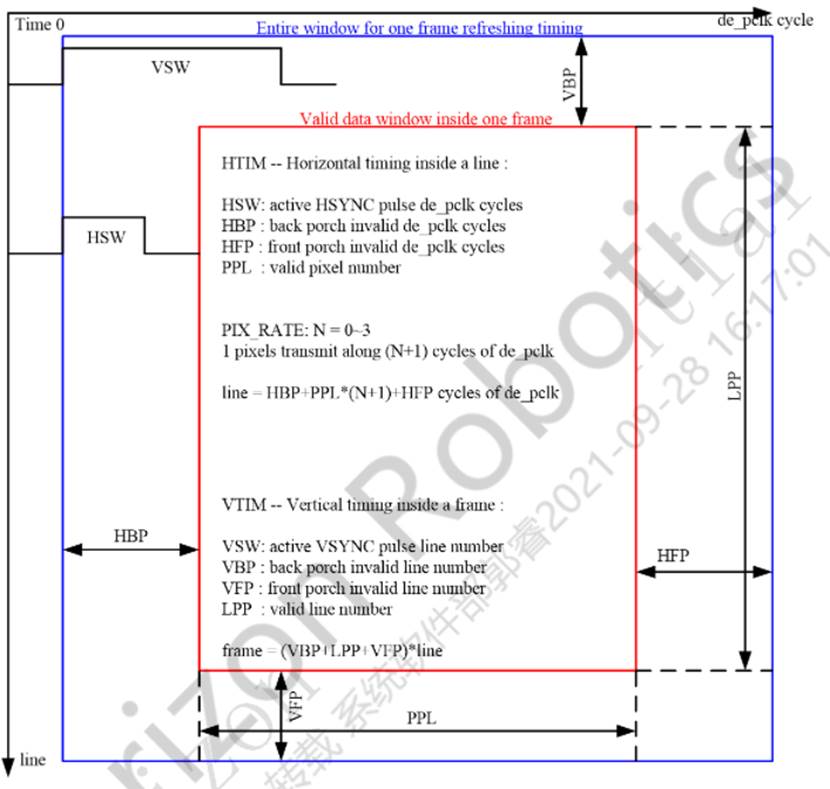 Time 0
de_pclk cycle
Entire window for one frame refreshing timing
VSW
VBP
Valid data window inside one frame
HTIM -- Horizontal timing inside a line :
HSW: active HSYNC pulse de_pclk cycles
HBP : back porch invalid de_pclk cycles
HSW
HFP : front porch invalid de_pclk cycles
PPL : valid pixel number
PIX_RATE: N = 0~3
1 pixels transmit along (N+1) cycles of de_pclk
LPP
line = HBP+PPL*(N+1)+HFP cycles of de_pclk
VTIM -- Vertical timing inside a frame :
HBP
VSW: active VSYNC pulse line number
HFP
VBP : back porch invalid line number
VFP : front porch invalid line number
LPP : valid line number
frame = (VBP+LPP+VFP)*line
VFP
PPL
line
rizon Robotics
转载 系统软件部郭睿2021-09-28 16:17:01